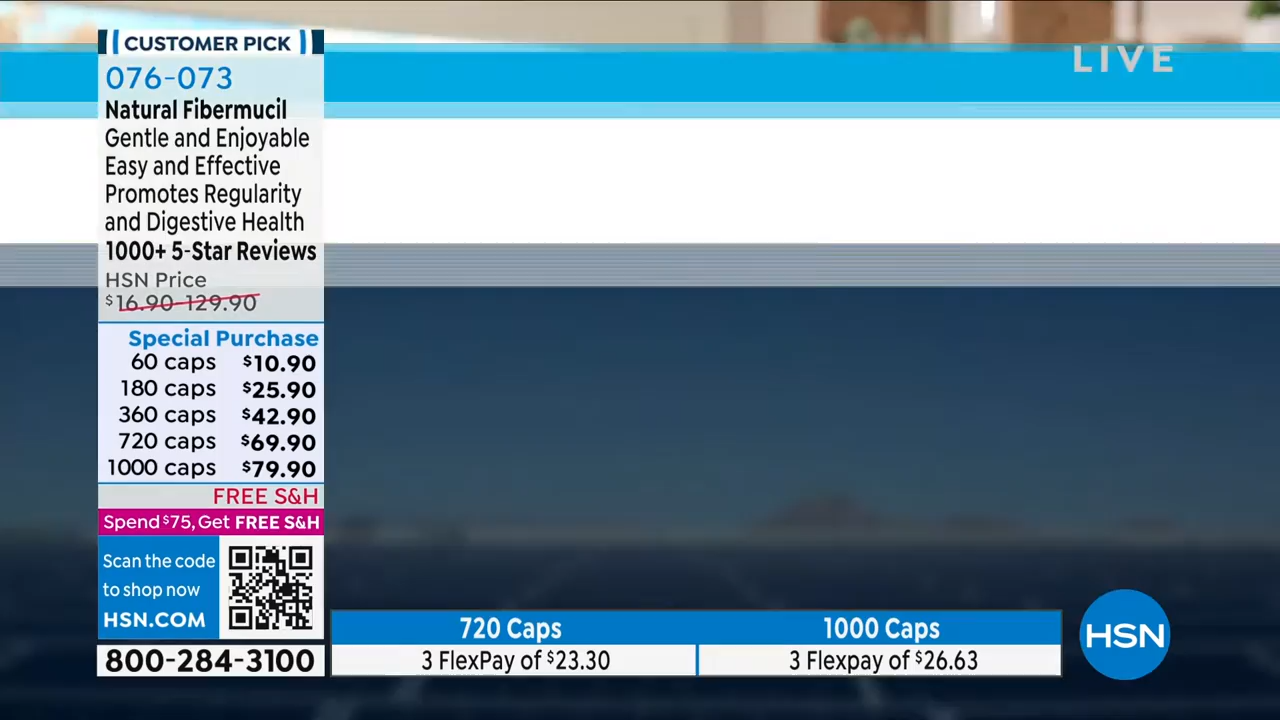 CUSTOMER PICK
LIVE
076-073
Natural Fibermucil
Gentle and Enjoyable
Easy and Effective
Promotes Regularity
and Digestive Health
1000+ 5-Star Reviews
HSN Price
$16.90-129.90
Special Purchase
60 caps $10.90
180 caps $25.90
360 caps $42.90
720 caps $69.90
1000 caps $79.90
FREE S&H
Spend $75, Get FREE S&H
Scan the code
to shop now
HSN.COM
800-284-3100
720 Caps 1000 Caps
3 FlexPay of $23.30 3 Flexpay of $26.63
HSN